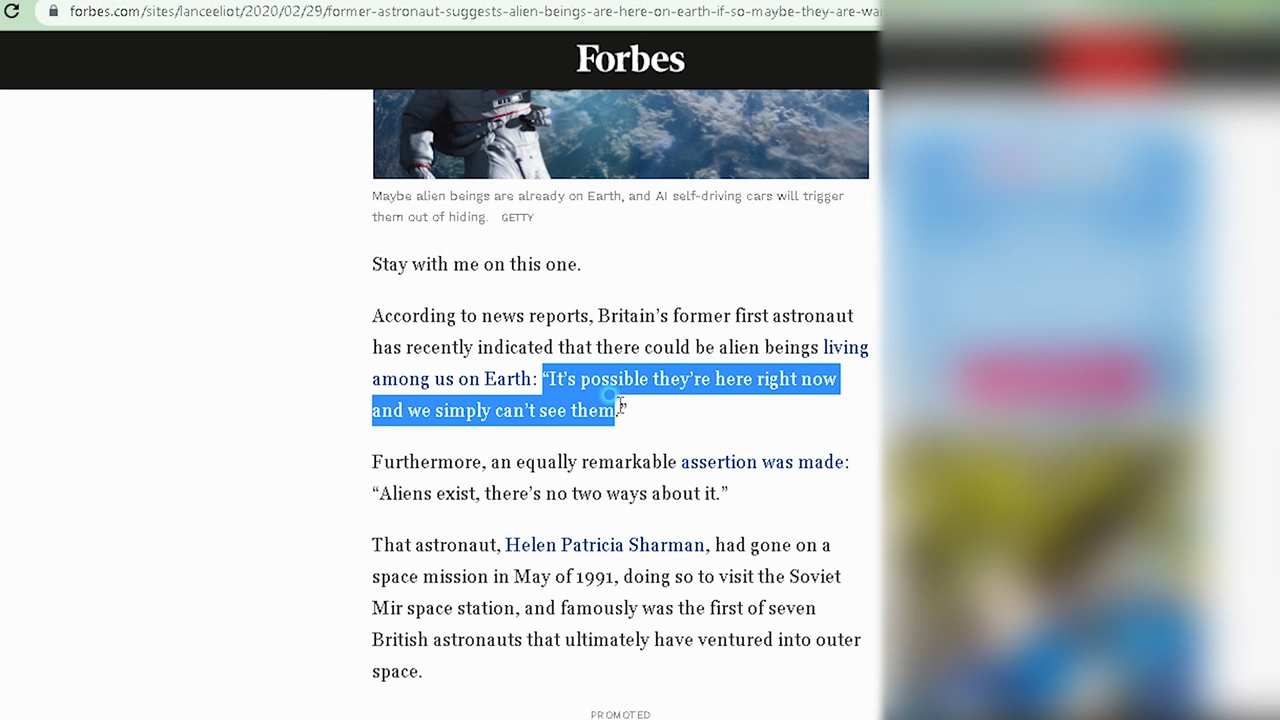 forbes.com/sites/lanceeliot/2020/02/29/former-astronaut-suggests-alien-beings-are-here-on-earth-if-so-maybe-they-are-wai
Forbes
Maybe alien beings are already on Earth, and AI self-driving cars will trigger
them out of hiding. GETTY
Stay with me on this one.
According to news reports, Britain’s former first astronaut
has recently indicated that there could be alien beings living
among us on Earth: “It’s possible they’re here right now
and we simply can’t see them.”
Furthermore, an equally remarkable assertion was made:
“Aliens exist, there’s no two ways about it.”
That astronaut, Helen Patricia Sharman, had gone on a
space mission in May of 1991, doing so to visit the Soviet
Mir space station, and famously was the first of seven
British astronauts that ultimately have ventured into outer
space.
PROMOTED